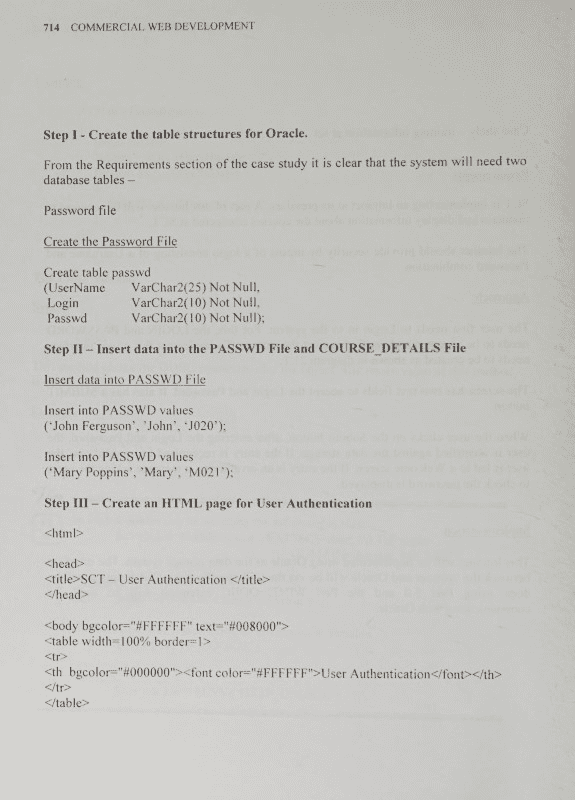 714 COMMERCIAL WEB DEVELOPMENT
Step I - Create the table structures for Oracle.
From the Requirements section of the case study it is clear that the system will need two
database tables –
Password file
Create the Password File
Create table passwd
(UserName VarChar2(25) Not Null,
Login VarChar2(10) Not Null,
Passwd VarChar2(10) Not Null);
Step II – Insert data into the PASSWD File and COURSE_DETAILS File
Insert data into PASSWD File
Insert into PASSWD values
(‘John Ferguson’, ’John’, ‘J020’);
Insert into PASSWD values
(‘Mary Poppins’, ’Mary’, ‘M021’);
Step III – Create an HTML page for User Authentication
<html>
<head>
<title>SCT – User Authentication </title>
</head>
<body bgcolor="#FFFFFF" text="#008000">
<table width=100% border=1>
<tr>
<th bgcolor="#000000"><font color="#FFFFFF">User Authentication</font></th>
</tr>
</table>